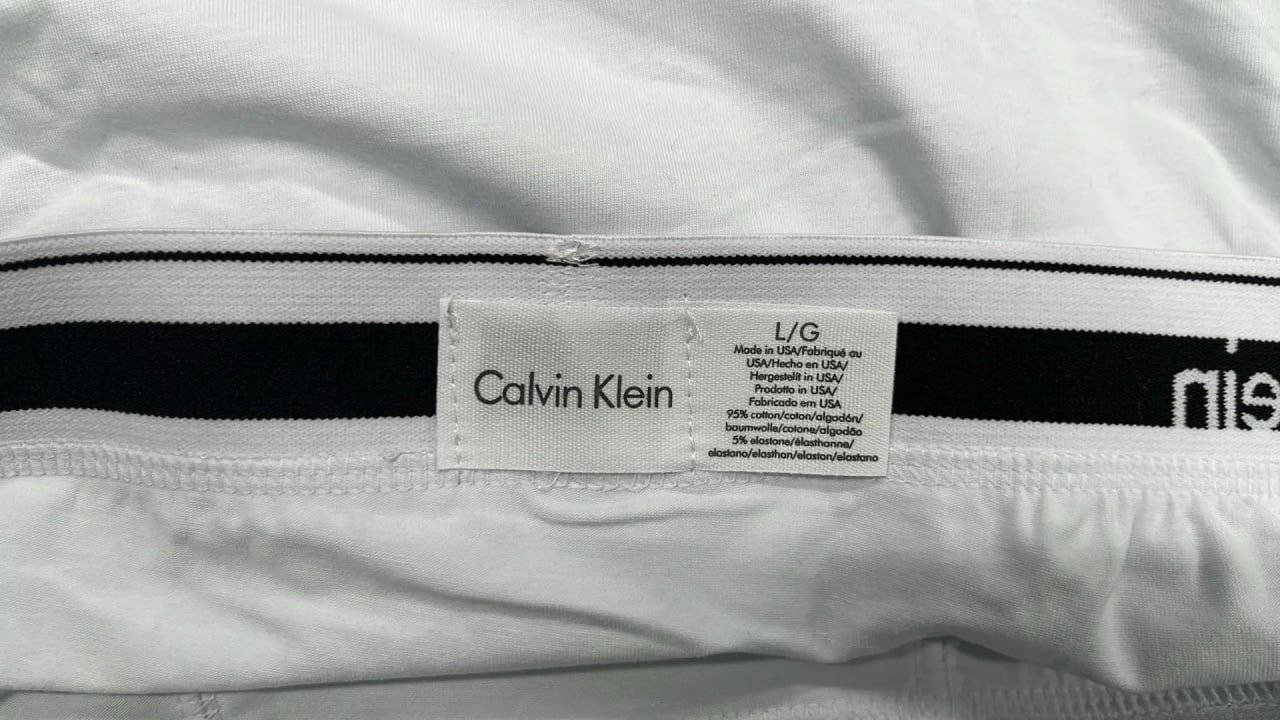 Calvin Klein
L/G
Made in USA/Fabriqué au
USA/Hecho en USA/
Hergestellt in USA/
Prodotto in USA/
Fabricado em USA
95% cotton/coton/algodón/
baumwolle/cotone/algodão
5% elastone/élasthanne/
elastano/elasthan/elaston/elastano